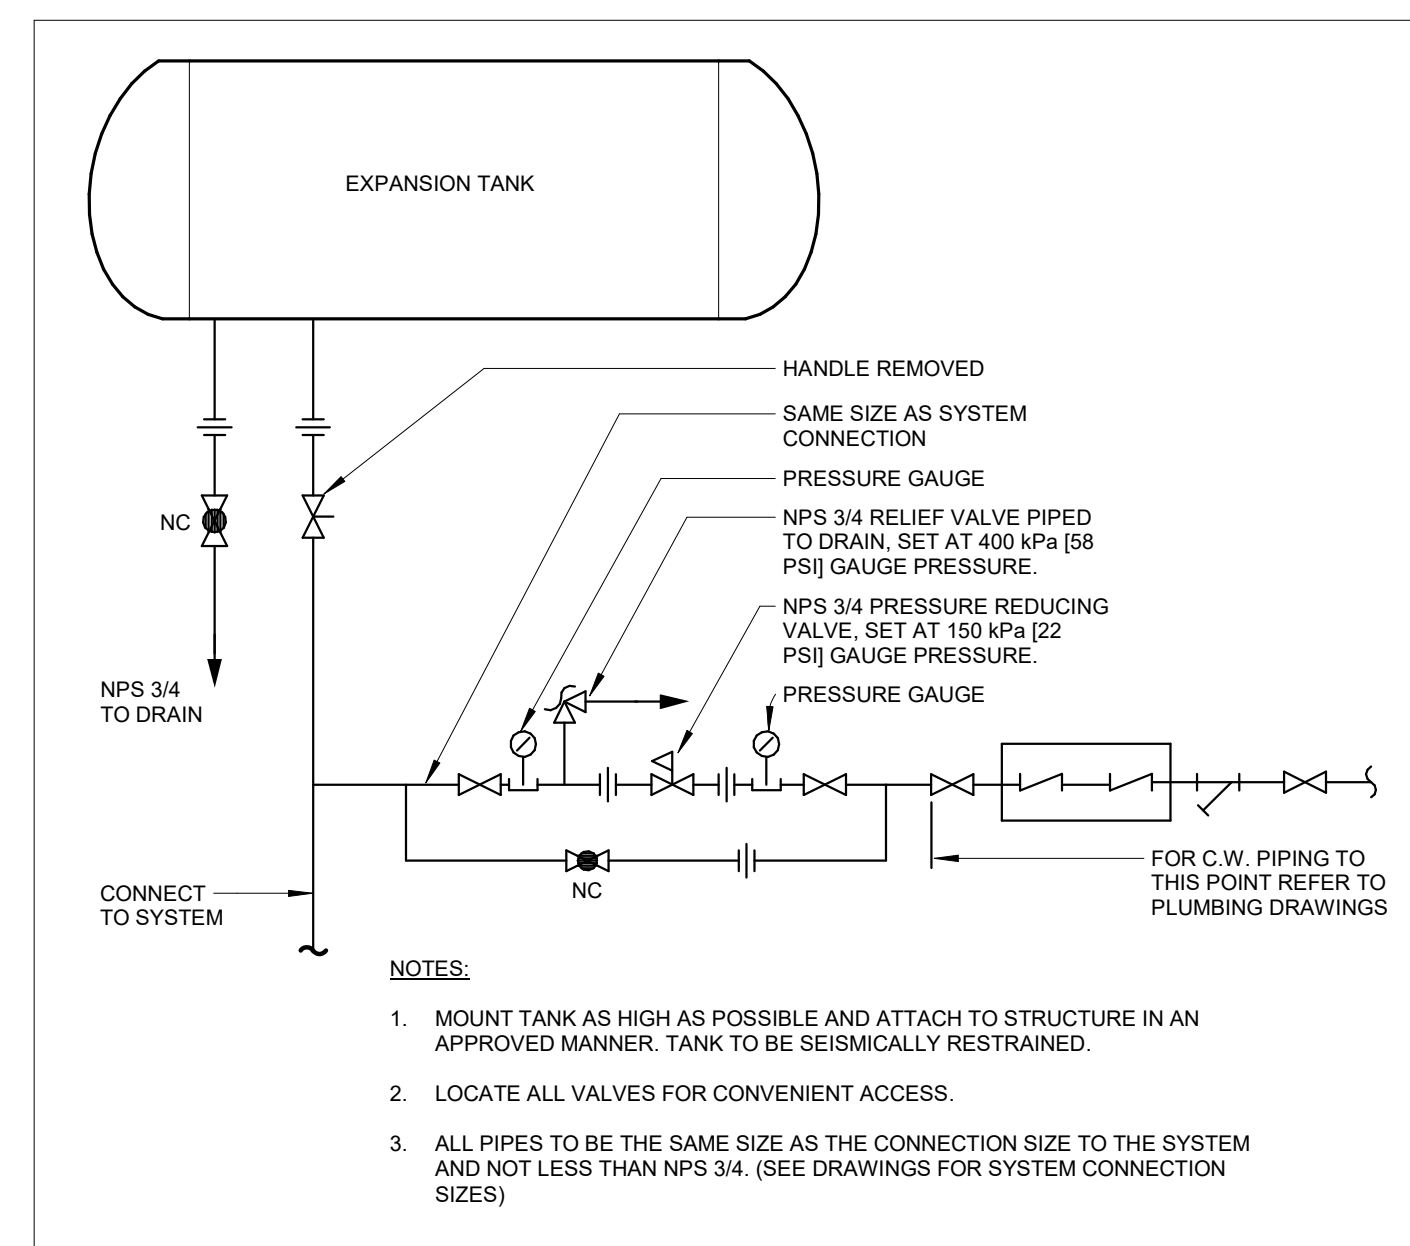 EXPANSION TANK
HANDLE REMOVED
SAME SIZE AS SYSTEM
CONNECTION
PRESSURE GAUGE
NPS 3/4 RELIEF VALVE PIPED
TO DRAIN, SET AT 400 kPa [58
PSI] GAUGE PRESSURE.
NPS 3/4 PRESSURE REDUCING
VALVE, SET AT 150 kPa [22
PSI] GAUGE PRESSURE.
PRESSURE GAUGE
NC
NPS 3/4
TO DRAIN
NC
CONNECT
TO SYSTEM
FOR C.W. PIPING TO
THIS POINT REFER TO
PLUMBING DRAWINGS
NOTES:
1. MOUNT TANK AS HIGH AS POSSIBLE AND ATTACH TO STRUCTURE IN AN
APPROVED MANNER. TANK TO BE SEISMICALLY RESTRAINED.
2. LOCATE ALL VALVES FOR CONVENIENT ACCESS.
3. ALL PIPES TO BE THE SAME SIZE AS THE CONNECTION SIZE TO THE SYSTEM
AND NOT LESS THAN NPS 3/4. (SEE DRAWINGS FOR SYSTEM CONNECTION
SIZES)